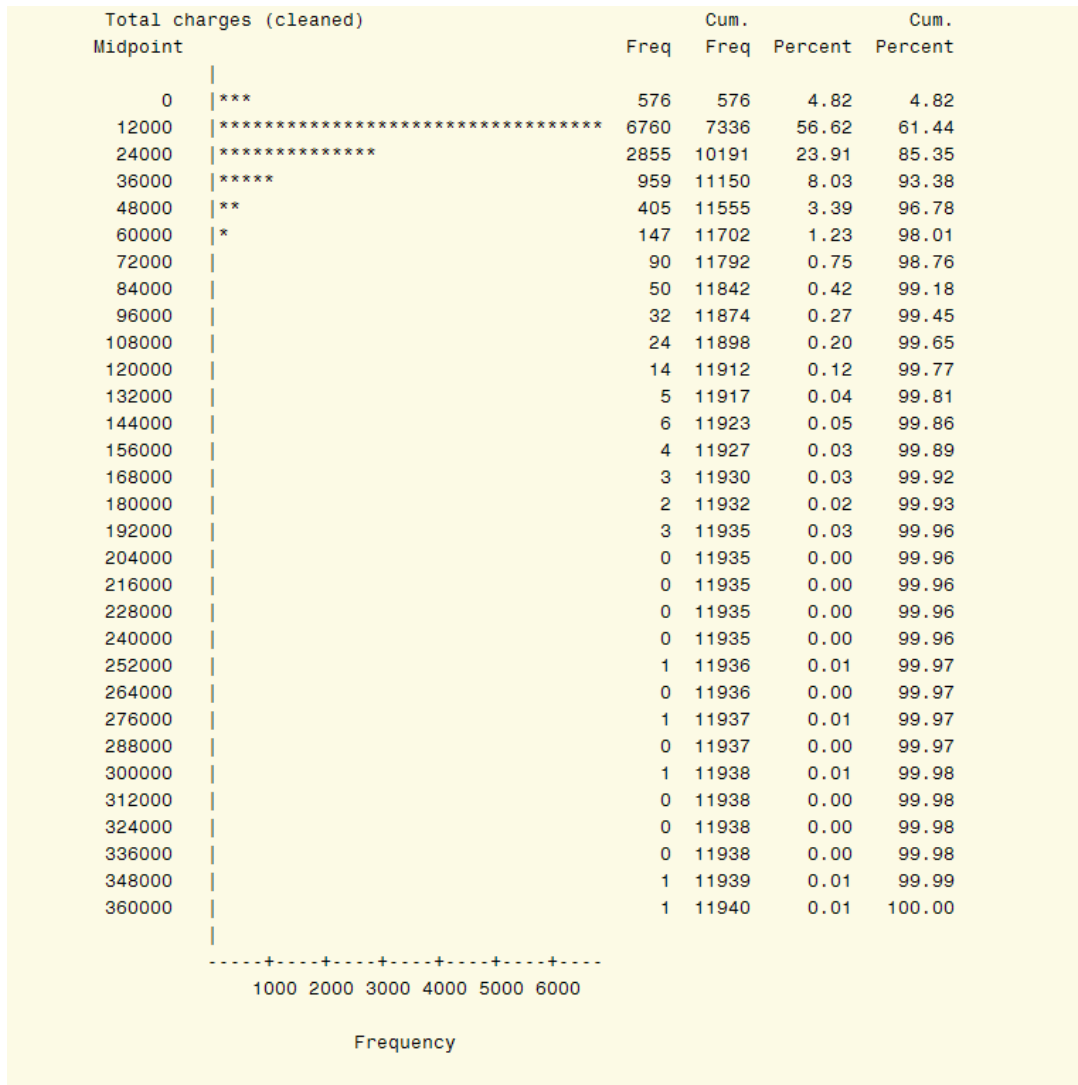 Total charges (cleaned) Cum. Cum.
Midpoint Freq Freq Percent Percent
|
0 |*** 576 576 4.82 4.82
12000 |********************************** 6760 7336 56.62 61.44
24000 |************** 2855 10191 23.91 85.35
36000 |***** 959 11150 8.03 93.38
48000 |** 405 11555 3.39 96.78
60000 |* 147 11702 1.23 98.01
72000 | 90 11792 0.75 98.76
84000 | 50 11842 0.42 99.18
96000 | 32 11874 0.27 99.45
108000 | 24 11898 0.20 99.65
120000 | 14 11912 0.12 99.77
132000 | 5 11917 0.04 99.81
144000 | 6 11923 0.05 99.86
156000 | 4 11927 0.03 99.89
168000 | 3 11930 0.03 99.92
180000 | 2 11932 0.02 99.93
192000 | 3 11935 0.03 99.96
204000 | 0 11935 0.00 99.96
216000 | 0 11935 0.00 99.96
228000 | 0 11935 0.00 99.96
240000 | 0 11935 0.00 99.96
252000 | 1 11936 0.01 99.97
264000 | 0 11936 0.00 99.97
276000 | 1 11937 0.01 99.97
288000 | 0 11937 0.00 99.97
300000 | 1 11938 0.01 99.98
312000 | 0 11938 0.00 99.98
324000 | 0 11938 0.00 99.98
336000 | 0 11938 0.00 99.98
348000 | 1 11939 0.01 99.99
360000 | 1 11940 0.01 100.00
|
-----+----+----+----+----+----+----
1000 2000 3000 4000 5000 6000
Frequency